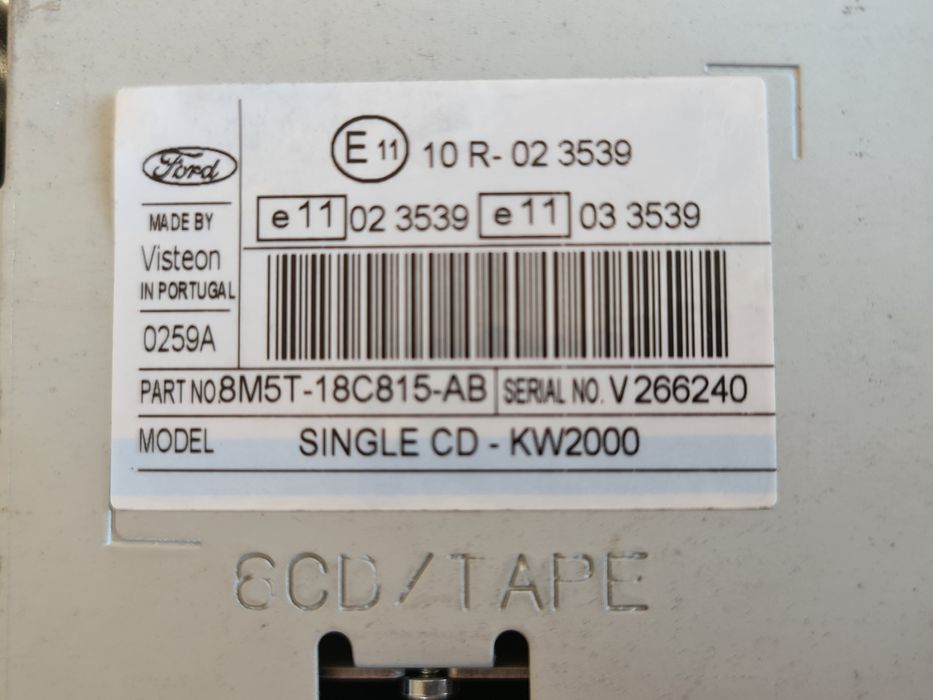 Ford
MADE BY
Visteon
IN PORTUGAL
0259A
E 11 10 R- 02 3539
e 11 02 3539 e 11 03 3539
PART NO. 8M5T-18C815-AB SERIAL NO. V 266240
MODEL SINGLE CD - KW2000
6CD/TAPE